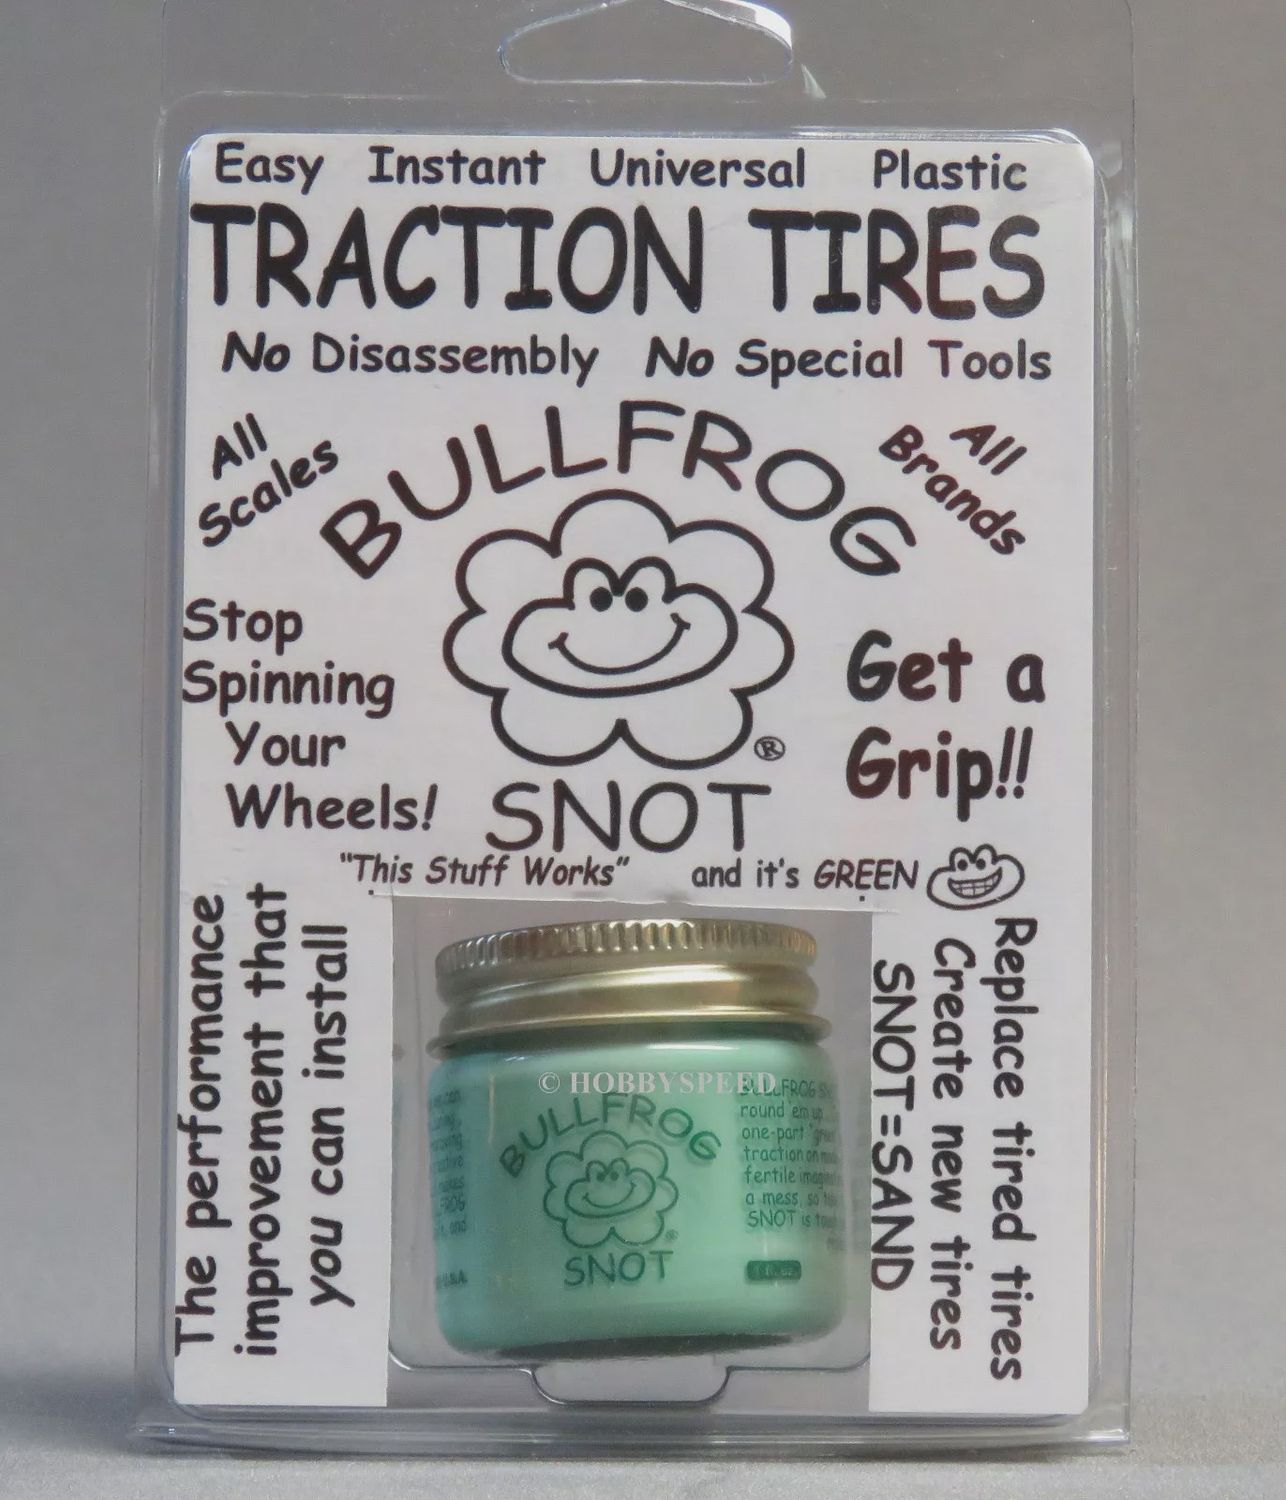 Easy Instant Universal Plastic
TRACTION TIRES
No Disassembly No Special Tools
All
Scales
BULLFROG
All
Brands
Stop
Spinning
Your
Wheels!
Get a
Grip!!
®
SNOT
"This Stuff Works" and it's GREEN
The performance
improvement that
you can install
Replace tired tires
Create new tires
SNOT=SAND
© HOBBYSPEED
BULLFROG
SNOT
®
BULLFROG
round 'em up
one-part
traction on
fertile
a mess, so
SNOT is